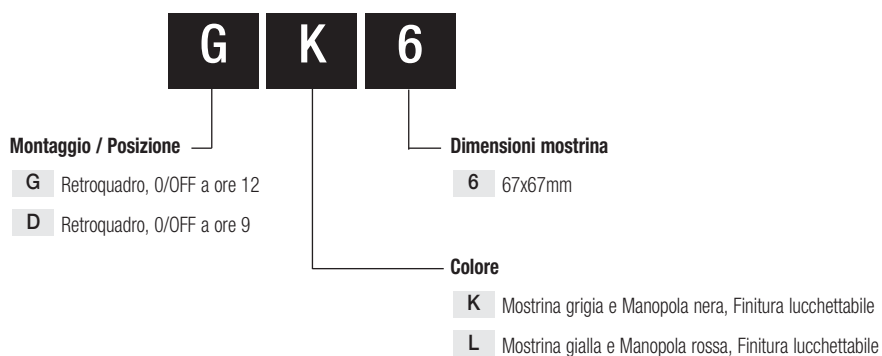 G K 6
Montaggio / Posizione
G Retroquadro, 0/OFF a ore 12
D Retroquadro, 0/OFF a ore 9
Dimensioni mostrina
6 67x67mm
Colore
K Mostrina grigia e Manopola nera, Finitura lucchettabile
L Mostrina gialla e Manopola rossa, Finitura lucchettabile